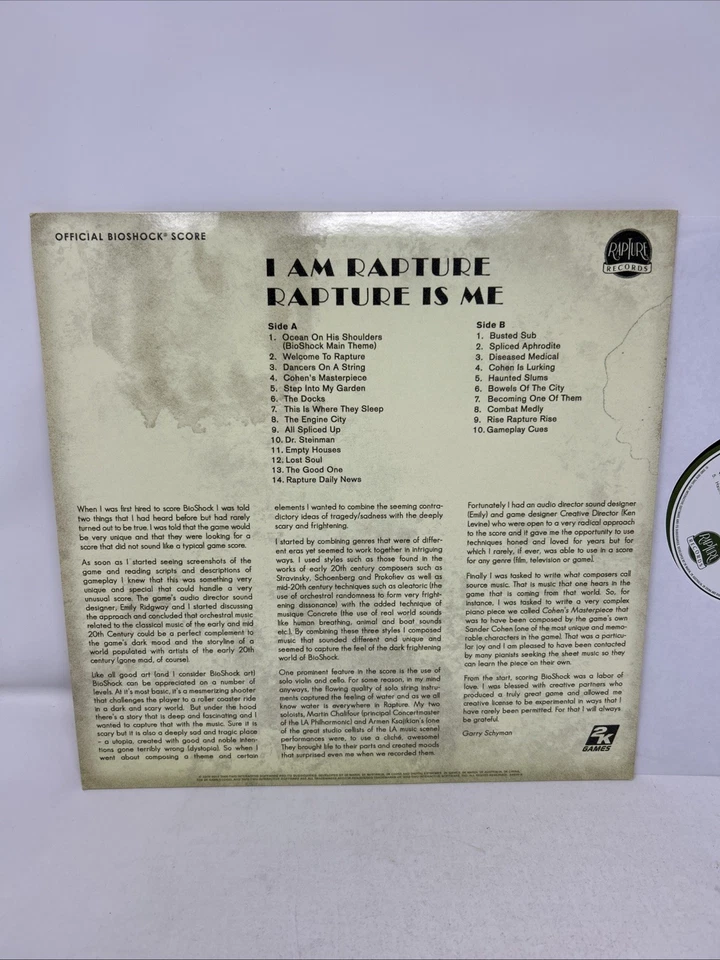 OFFICIAL BIOSHOCK® SCORE
RAPTURE
RECORDS
I AM RAPTURE
RAPTURE IS ME
Side A
1. Ocean On His Shoulders
(BioShock Main Theme)
2. Welcome To Rapture
3. Dancers On A String
4. Cohen's Masterpiece
5. Step Into My Garden
6. The Docks
7. This Is Where They Sleep
8. The Engine City
9. All Spliced Up
10. Dr. Steinman
11. Empty Houses
12. Lost Soul
13. The Good One
14. Rapture Daily News
Side B
1. Busted Sub
2. Spliced Aphrodite
3. Diseased Medical
4. Cohen Is Lurking
5. Haunted Slums
6. Bowels Of The City
7. Becoming One Of Them
8. Combat Medly
9. Rise Rapture Rise
10. Gameplay Cues
When I was first hired to score BioShock I was told
two things that I had heard before but had rarely
turned out to be true. I was told that the game would
be very unique and that they were looking for a
score that did not sound like a typical game score.
As soon as I started seeing screenshots of the
game and reading scripts and descriptions of
gameplay I knew that this was something very
unique and special that could handle a very
unusual score. The game's audio director sound
designer, Emily Ridgway and I started discussing
the approach and concluded that orchestral music
related to the classical music of the early and mid
20th Century could be a perfect complement to
the game's dark mood and the storyline of a
world populated with artists of the early 20th
century (gone mad, of course).
Like all good art (and I consider BioShock art)
BioShock can be appreciated on a number of
levels. At it's most basic, it's a mesmerizing shooter
that challenges the player to a roller coaster ride
in a dark and scary world. But under the hood
there's a story that is deep and fascinating and I
wanted to capture that with the music. Sure it is
scary but it is also a deeply sad and tragic place
– a utopia, created with good and noble inten-
tions gone terribly wrong (dystopia). So when I
went about composing a theme and certain
elements I wanted to combine the seeming contra-
dictory ideas of tragedy/sadness with the deeply
scary and frightening.
I started by combining genres that were of differ-
ent eras yet seemed to work together in intriguing
ways. I used styles such as those found in the
works of early 20th century composers such as
Stravinsky, Schoenberg and Prokofiev as well as
mid-20th century techniques such as aleatoric (the
use of orchestral randomness to form very fright-
ening dissonance) with the added technique of
musique Concrete (the use of real world sounds
like human breathing, animal and boat sounds
etc.). By combining these three styles I composed
music that sounded different and unique and
seemed to capture the feel of the dark frightening
world of BioShock.
One prominent feature in the score is the use of
solo violin and cello. For some reason, in my mind
anyways, the flowing quality of solo string instru-
ments captured the feeling of water and as we all
know water is everywhere in Rapture. My two
soloists, Martin Chalifour (principal Concertmaster
of the LA Philharmonic) and Armen Ksajikian's (one
of the great studio cellists of the LA music scene)
performances were, to use a cliché, awesome!
They brought life to their parts and created moods
that surprised even me when we recorded them.
Fortunately I had an audio director sound designer
(Emily) and game designer Creative Director (Ken
Levine) who were open to a very radical approach
to the score and it gave me the opportunity to use
techniques honed and loved for years but for
which I rarely, if ever, was able to use in a score
for any genre (film, television or game).
Finally I was tasked to write what composers call
source music. That is music that one hears in the
game that is coming from that world. So, for
instance, I was tasked to write a very complex
piano piece we called Cohen's Masterpiece that
was to have been composed by the game's own
Sander Cohen (one of the most unique and memo-
rable characters in the game). That was a particu-
lar joy and I am pleased to have been contacted
by many pianists seeking the sheet music so they
can learn the piece on their own.
From the start, scoring BioShock was a labor of
love. I was blessed with creative partners who
produced a truly great game and allowed me
creative license to be experimental in ways that I
have rarely been permitted. For that I will always
be grateful.
Garry Schyman
2K
GAMES
RAPTURE
RECORDS